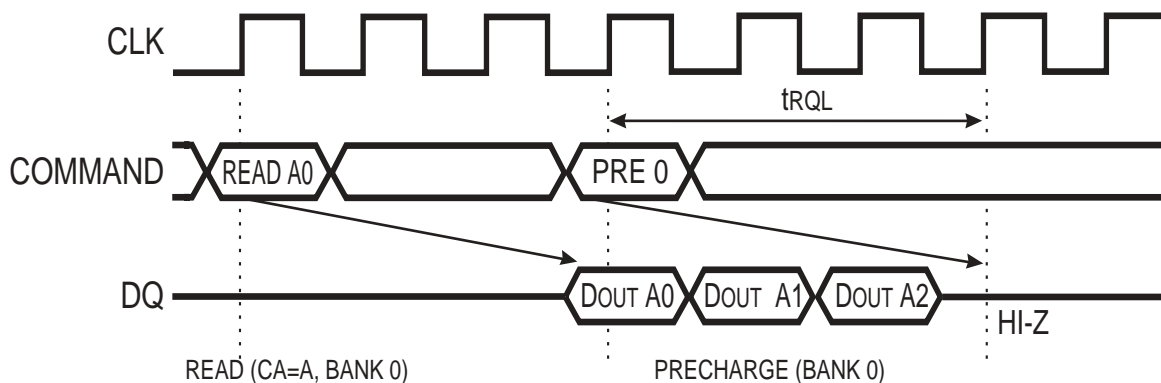 CLK
tRQL
COMMAND READ A0 PRE 0
DQ DOUT A0 DOUT A1 DOUT A2
HI-Z
READ (CA=A, BANK 0) PRECHARGE (BANK 0)